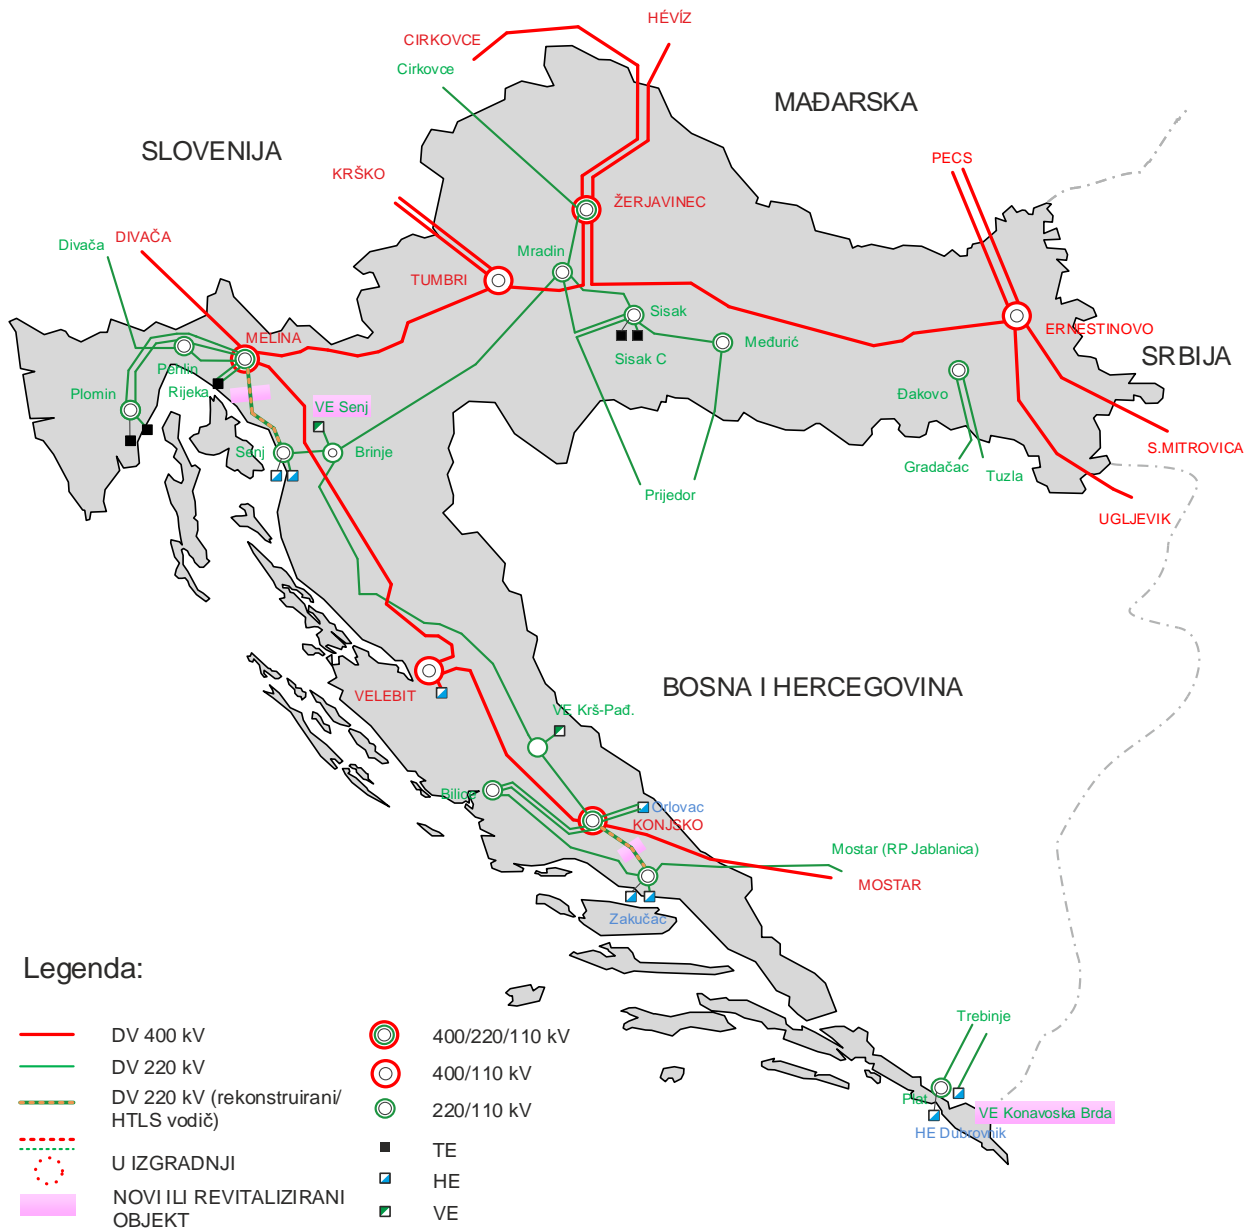 HÉVÍZ
CIRKOVCE
Cirkovce
MAĐARSKA
SLOVENIJA
PECS
KRŠKO
ŽERJAVINEC
DIVAČA
Divača
Mraclin
TUMBRI
Sisak
ERNESTINOVO
MELINA
Međurić
SRBIJA
Sisak C
Pehlin
Rijeka
Plomin
Đakovo
VE Senj
Senj
Brinje
S.MITROVICA
Gradačac
Tuzla
Prijedor
UGLJEVIK
BOSNA I HERCEGOVINA
VELEBIT
VE Krš-Pađ.
Bilice
Orlovac
KONJSKO
Mostar (RP Jablanica)
MOSTAR
Zakučac
Legenda:
DV 400 kV
DV 220 kV
DV 220 kV (rekonstruirani/
HTLS vodič)
U IZGRADNJI
NOVI ILI REVITALIZIRANI
OBJEKT
400/220/110 kV
400/110 kV
220/110 kV
TE
HE
VE
Trebinje
Plat
VE Konavoska Brda
HE Dubrovnik